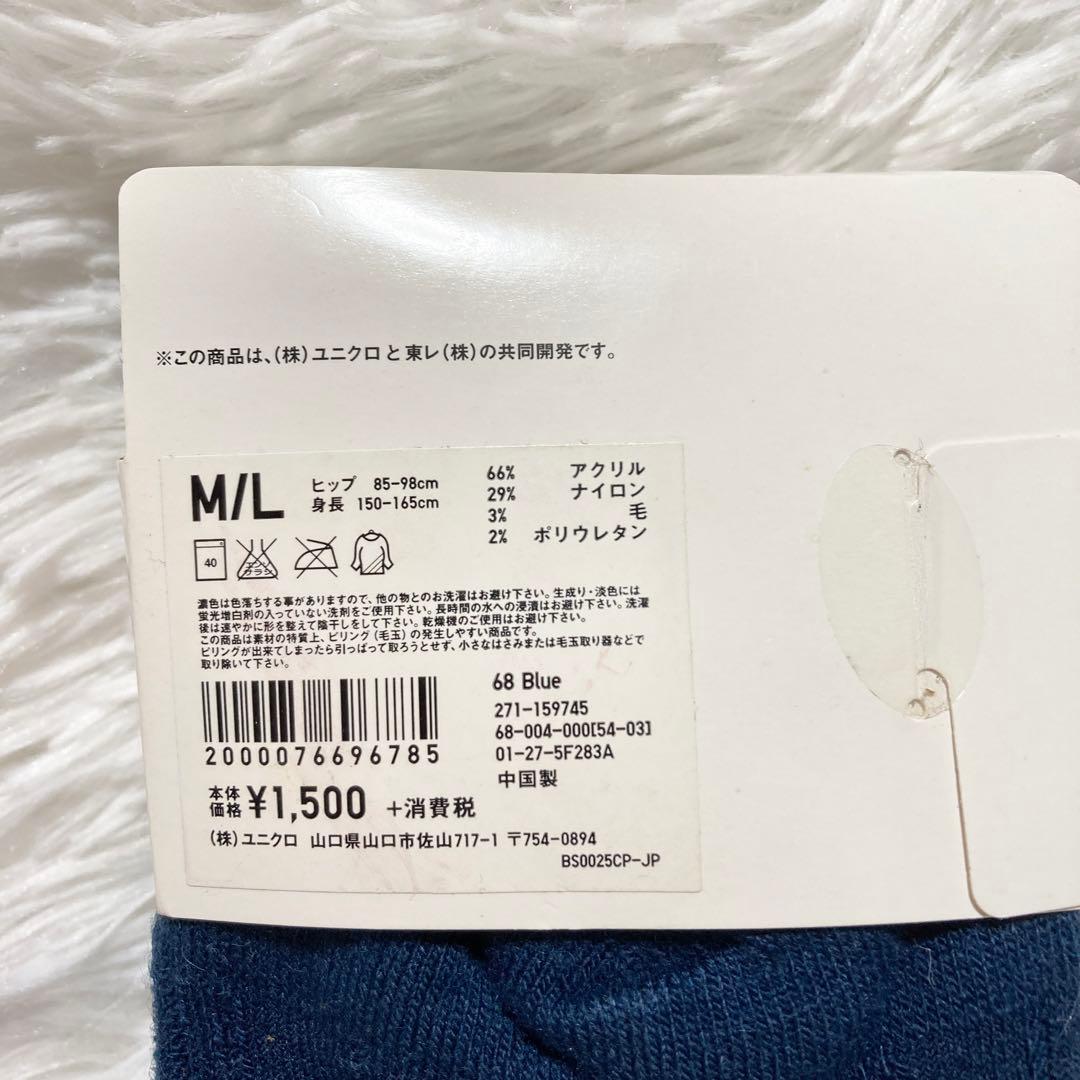 ※この商品は、(株)ユニクロと東レ(株)の共同開発です。
M/L
ヒップ 85-98cm
身長 150-165cm
66% アクリル
29% ナイロン
3% 毛
2% ポリウレタン
40
エンソ
サラシ
濃色は色落ちする事がありますので、他の物とのお洗濯はお避け下さい。生成り・淡色には
蛍光増白剤の入っていない洗剤をご使用下さい。長時間の水への浸漬はお避け下さい。洗濯
後は速やかに形を整えて陰干しをして下さい。乾燥機のご使用はお避け下さい。
この商品は素材の特質上、ピリング(毛玉)の発生しやすい商品です。
ピリングが出来てしまったら引っぱって取ろうとせず、小さなはさみまたは毛玉取り器などで
取り除いて下さい。
2000076696785
68 Blue
271-159745
68-004-000[54-03]
01-27-5F283A
中国製
本体
価格 ¥1,500 +消費税
(株)ユニクロ 山口県山口市佐山717-1 〒754-0894
BS0025CP-JP